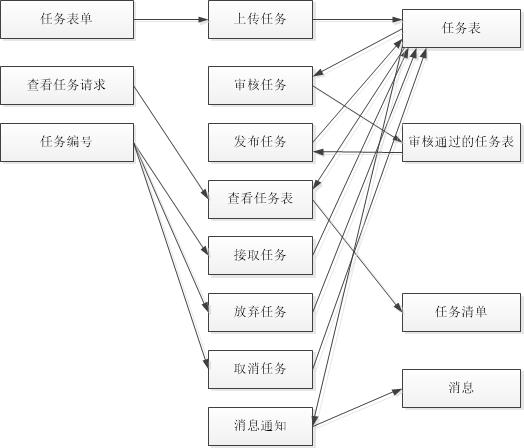 任务表单
上传任务
任务表
查看任务请求
审核任务
任务编号
发布任务
审核通过的任务表
查看任务表
接取任务
放弃任务
任务清单
取消任务
消息
消息通知